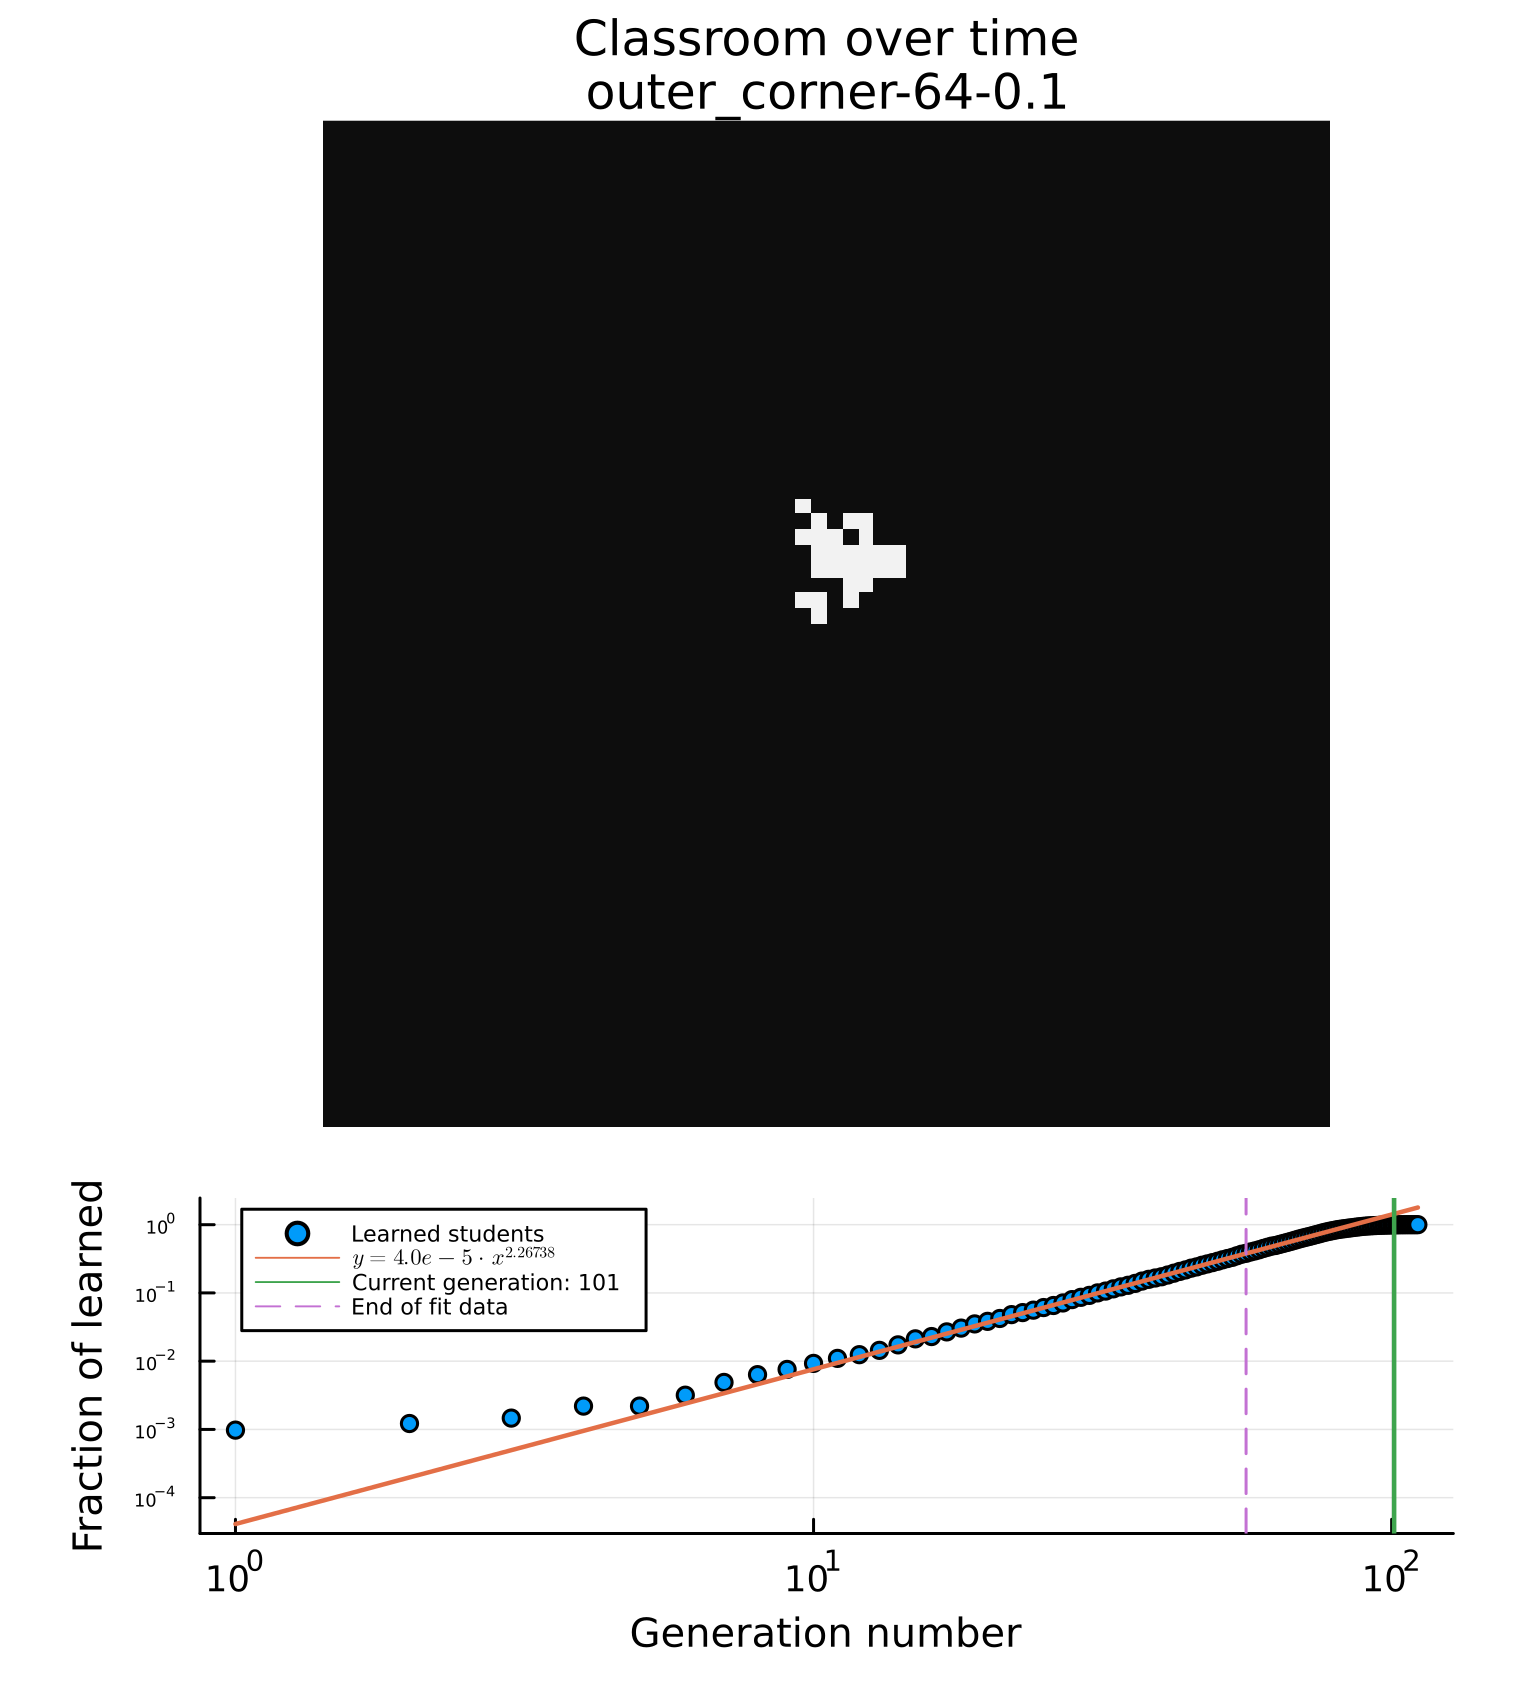 Classroom over time
outer_corner-64-0.1
Fraction of learned
10^0
10^-1
10^-2
10^-3
10^-4
Learned students
y = 4.0e − 5 · x^2.26738
Current generation: 101
End of fit data
10^0 10^1 10^2
Generation number